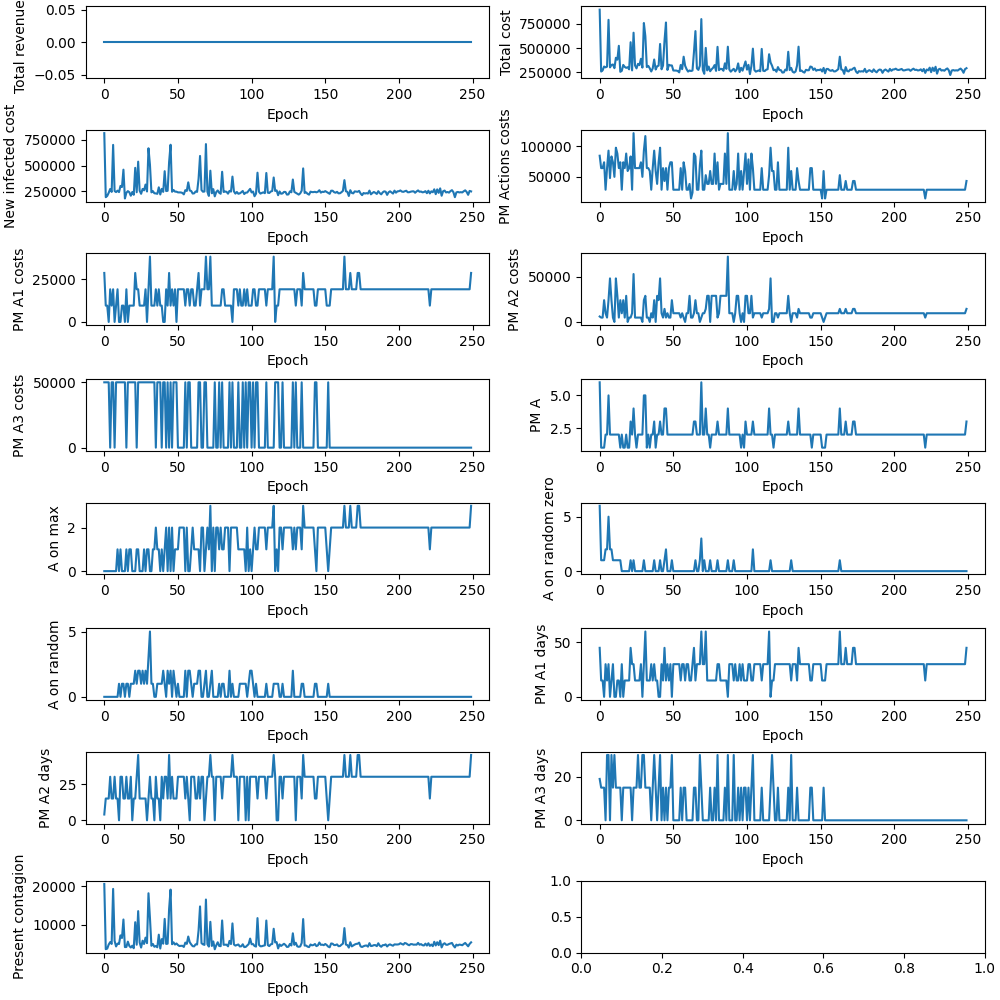 Total revenue
0.05
0.00
−0.05
0 50 100 150 200 250
Epoch
Total cost
750000
500000
250000
0 50 100 150 200 250
Epoch
New infected cost
750000
500000
250000
0 50 100 150 200 250
Epoch
PM Actions costs
100000
50000
0 50 100 150 200 250
Epoch
PM A1 costs
25000
0
0 50 100 150 200 250
Epoch
PM A2 costs
50000
0
0 50 100 150 200 250
Epoch
PM A3 costs
50000
0
0 50 100 150 200 250
Epoch
PM A
5.0
2.5
0 50 100 150 200 250
Epoch
A on max
2
0
0 50 100 150 200 250
Epoch
A on random zero
5
0
0 50 100 150 200 250
Epoch
A on random
5
0
0 50 100 150 200 250
Epoch
PM A1 days
50
0
0 50 100 150 200 250
Epoch
PM A2 days
25
0
0 50 100 150 200 250
Epoch
PM A3 days
20
0
0 50 100 150 200 250
Epoch
Present contagion
20000
10000
0 50 100 150 200 250
Epoch
1.0
0.5
0.0
0.0 0.2 0.4 0.6 0.8 1.0